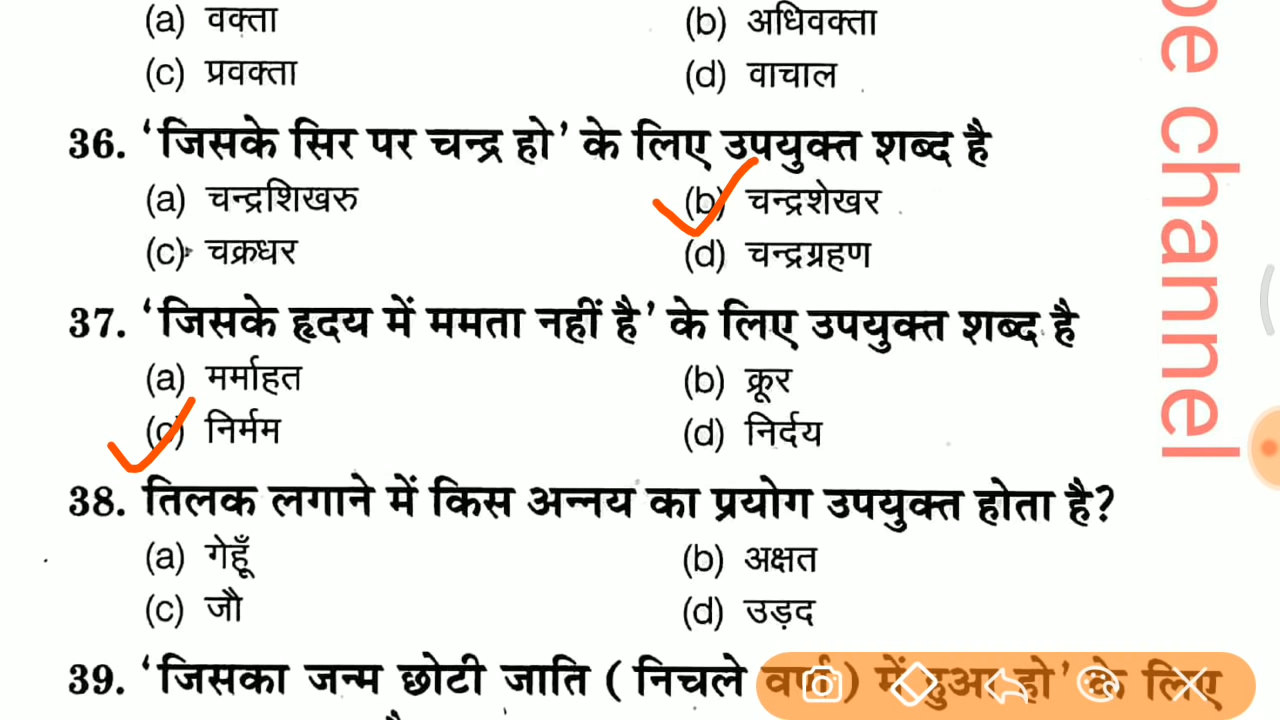 (a) वक्ता (b) अधिवक्ता
(c) प्रवक्ता (d) वाचाल
36. 'जिसके सिर पर चन्द्र हो' के लिए उपयुक्त शब्द है
(a) चन्द्रशिखरु (b) चन्द्रशेखर
(c) चक्रधर (d) चन्द्रग्रहण
37. 'जिसके हृदय में ममता नहीं है' के लिए उपयुक्त शब्द है
(a) मर्माहत (b) क्रूर
(c) निर्मम (d) निर्दय
38. तिलक लगाने में किस अन्नय का प्रयोग उपयुक्त होता है?
(a) गेहूँ (b) अक्षत
(c) जौ (d) उड़द
39. 'जिसका जन्म छोटी जाति (निचले वर्ण) में हुआ हो' के लिए
be channel